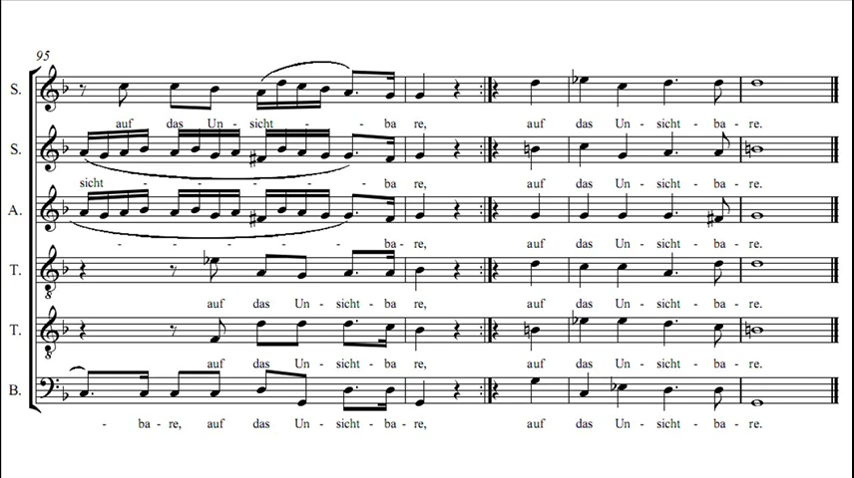 95
S.
auf das Un - sicht - - ba re, auf das Un - sicht - ba - re.
S.
sicht - - - - - ba re, auf das Un - sicht - ba - re.
A.
- - - - - ba - re, auf das Un - sicht - ba - re.
T.
auf das Un - sicht - ba re, auf das Un - sicht - ba - re.
T.
auf das Un - sicht - ba re, auf das Un - sicht - ba - re.
B.
- ba - re, auf das Un - sicht - ba re, auf das Un - sicht - ba - re.